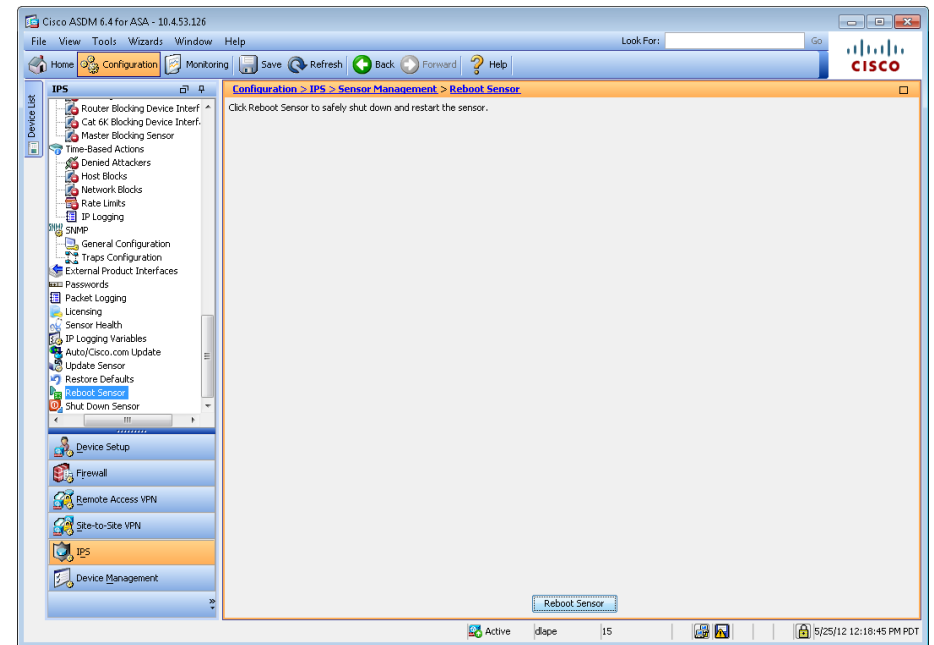 Cisco ASDM 6.4 for ASA - 10.4.53.126
File View Tools Wizards Window Help
Look For:
Go
Home Configuration Monitoring Save Refresh Back Forward Help
CISCO
Device List
IPS
Router Blocking Device Interf
Cat 6K Blocking Device Interf
Master Blocking Sensor
Time-Based Actions
Denied Attackers
Host Blocks
Network Blocks
Rate Limits
IP Logging
SNMP
General Configuration
Traps Configuration
External Product Interfaces
Passwords
Packet Logging
Licensing
Sensor Health
IP Logging Variables
Auto/Cisco.com Update
Update Sensor
Restore Defaults
Reboot Sensor
Shut Down Sensor
Device Setup
Firewall
Remote Access VPN
Site-to-Site VPN
IPS
Device Management
Configuration > IPS > Sensor Management > Reboot Sensor
Click Reboot Sensor to safely shut down and restart the sensor.
Reboot Sensor
Active dlape 15 5/25/12 12:18:45 PM PDT